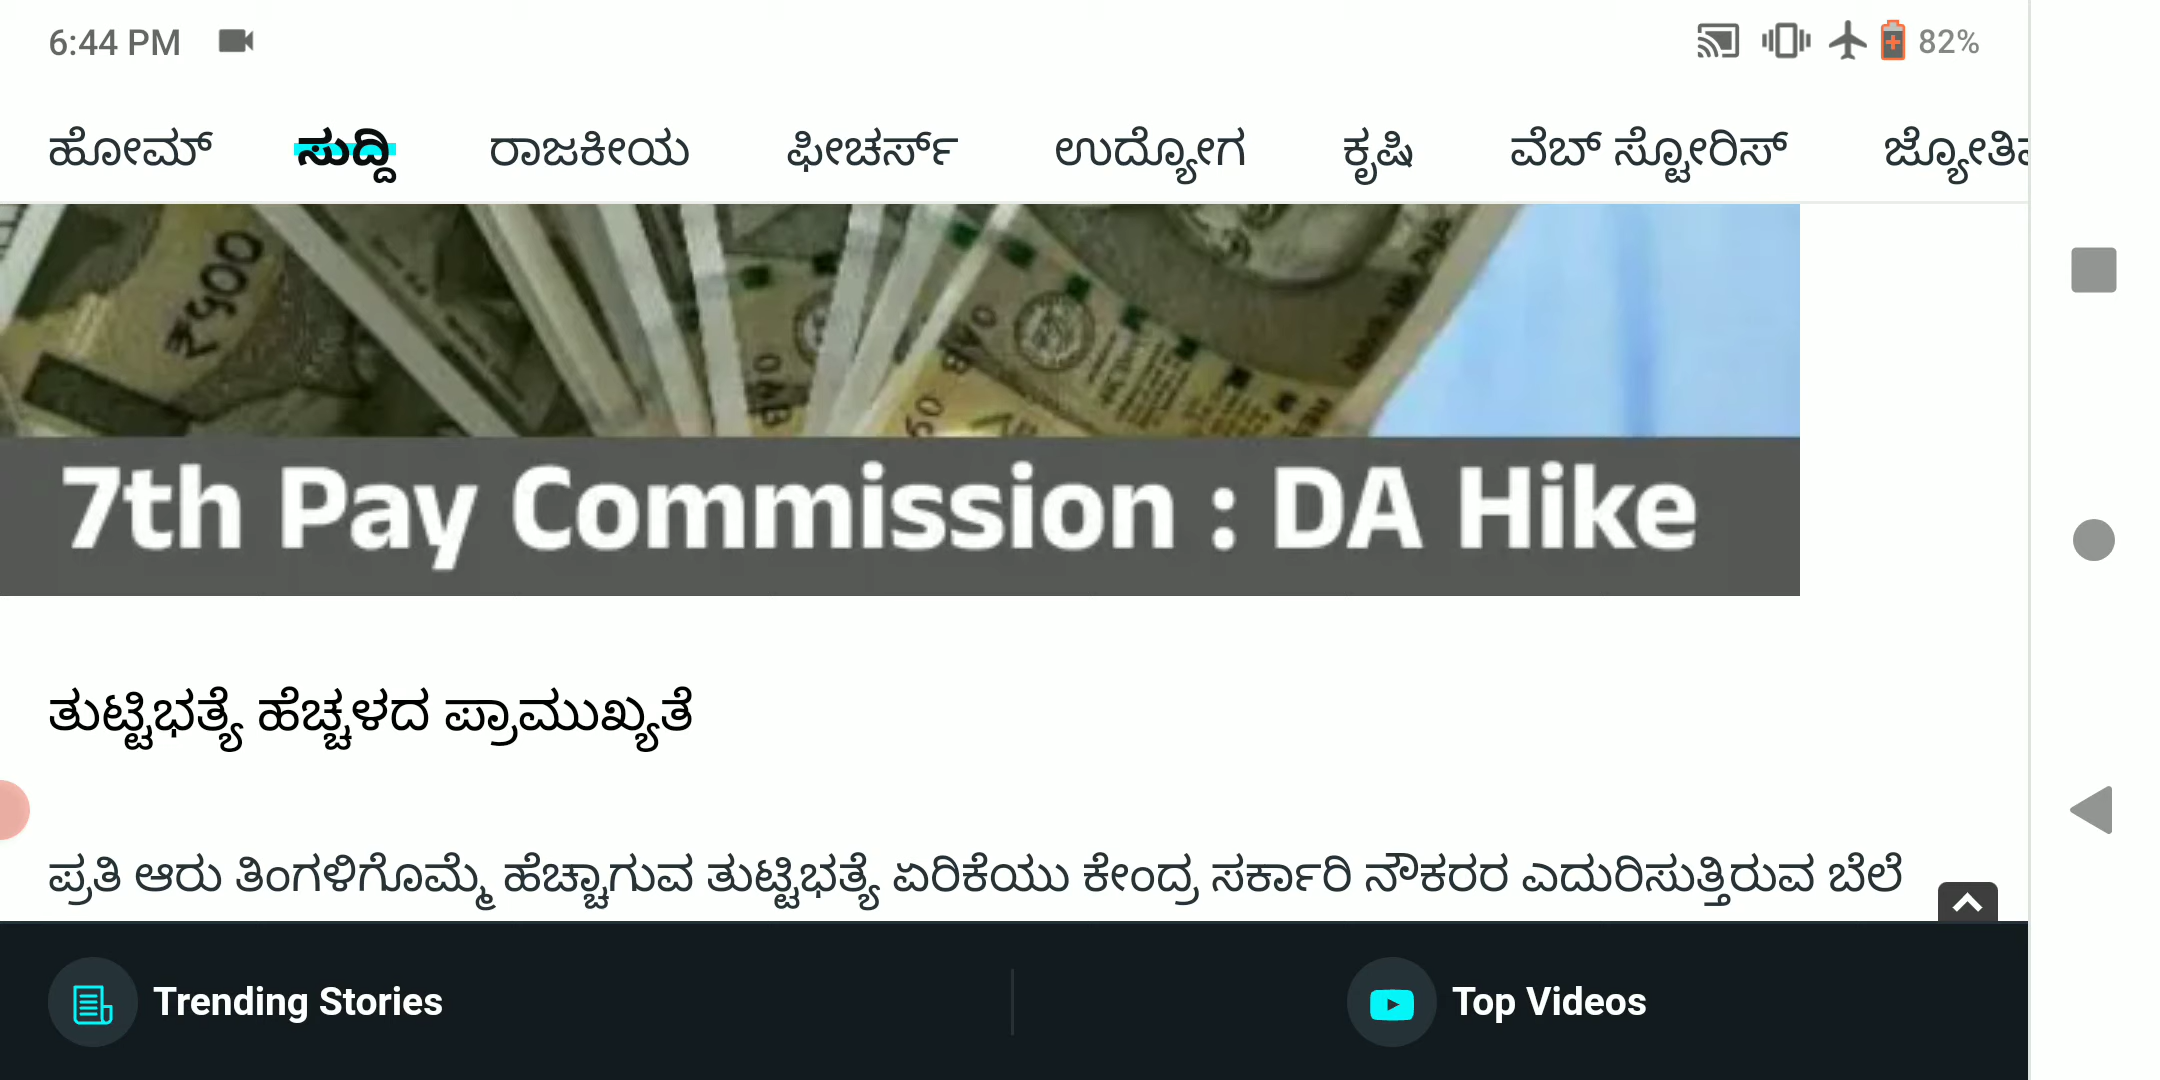 6:44 PM 82%
ಹೋಮ್ ಸುದ್ದಿ ರಾಜಕೀಯ ಫೀಚರ್ಸ್ ಉದ್ಯೋಗ ಕೃಷಿ ವೆಬ್ ಸ್ಟೋರಿಸ್
₹500
7th Pay Commission : DA Hike
ತುಟ್ಟಿಭತ್ಯೆ ಹೆಚ್ಚಳದ ಪ್ರಾಮುಖ್ಯತೆ
ಪ್ರತಿ ಆರು ತಿಂಗಳಿಗೊಮ್ಮೆ ಹೆಚ್ಚಾಗುವ ತುಟ್ಟಿಭತ್ಯೆ ಏರಿಕೆಯು ಕೇಂದ್ರ ಸರ್ಕಾರಿ ನೌಕರರ ಎದುರಿಸುತ್ತಿರುವ ಬೆಲೆ
Trending Stories Top Videos